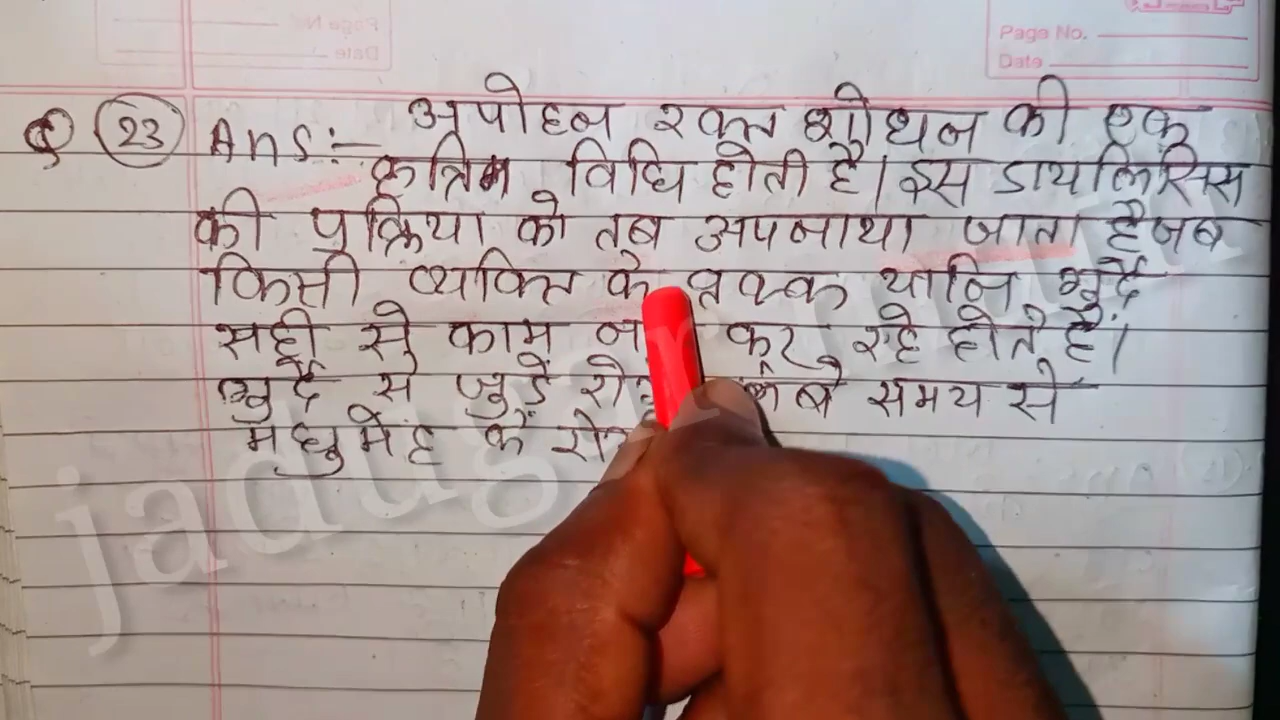 Page No.
Date
Q 23 Ans :- अपोहन रक्त शोधन की एक
कृत्रिम विधि होती है। इस डायलिसिस
की प्रक्रिया को तब अपनाया जाता है जब
किसी व्यक्ति के वृक्क यानि गुर्दे
सही से काम न कर रहे होते हैं।
गुर्दे से जुड़े लंबे समय से
मधुमेह के
jadugar